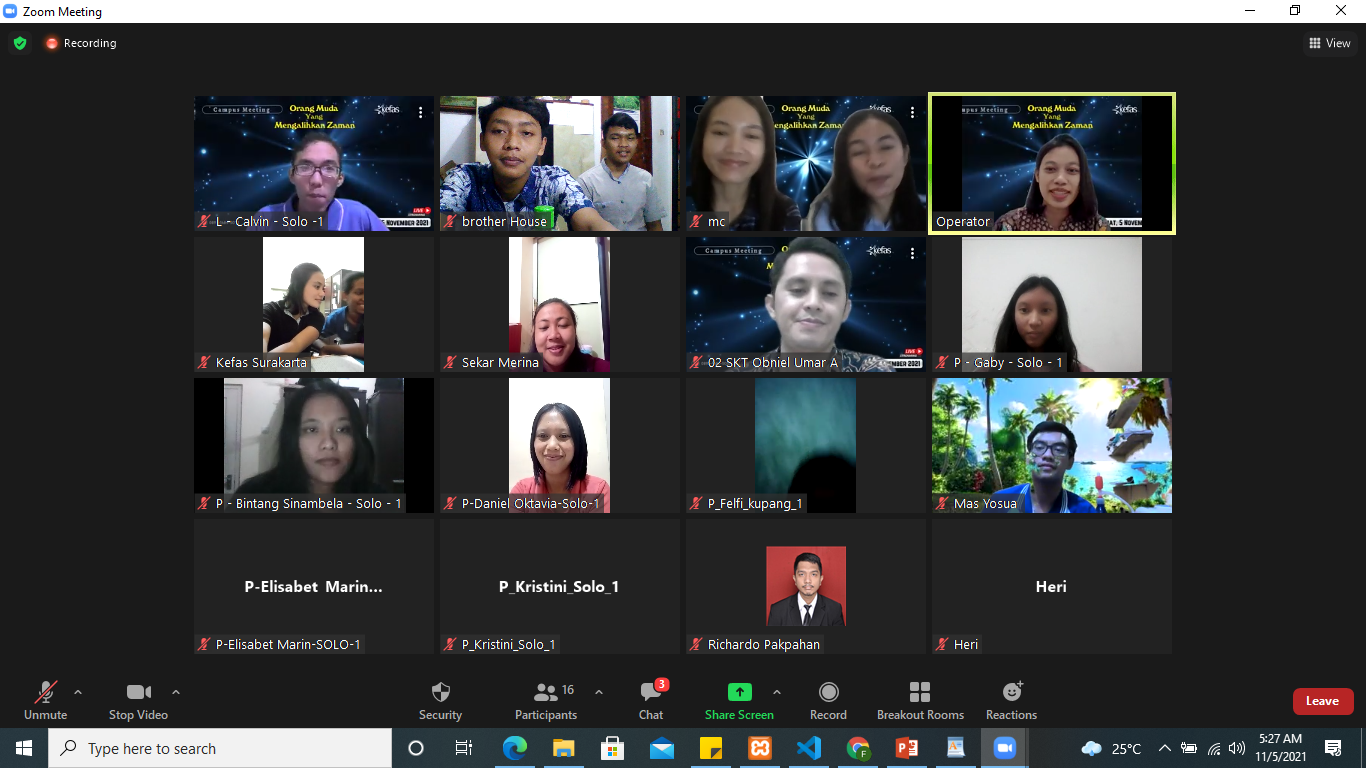 Zoom Meeting
Recording
View
Campus Meeting
Orang Muda
Yang
Mengalihkan Zaman
kefas
LIVE
5 NOVEMBER 2021
L - Calvin - Solo -1
brother House
Orang Muda
Yang
engalihkan Zama
kefas
mc
mpus Meeting
Orang Muda
Yang
Mengalihkan Zaman
kefas
AT, 5 NOVEM
Operator
Kefas Surakarta
Sekar Merina
Campus Meeting
kefas
LIVE
EMBER 2021
02 SKT Obniel Umar A
P - Gaby - Solo - 1
P - Bintang Sinambela - Solo - 1
P-Daniel Oktavia-Solo-1
P_Felfi_kupang_1
Mas Yosua
P-Elisabet Marin...
P-Elisabet Marin-SOLO-1
P_Kristini_Solo_1
P_Kristini_Solo_1
Richardo Pakpahan
Heri
Heri
16
3
Unmute
Stop Video
Security
Participants
Chat
Share Screen
Record
Breakout Rooms
Reactions
Leave
Type here to search
F
25°C
5:27 AM
11/5/2021